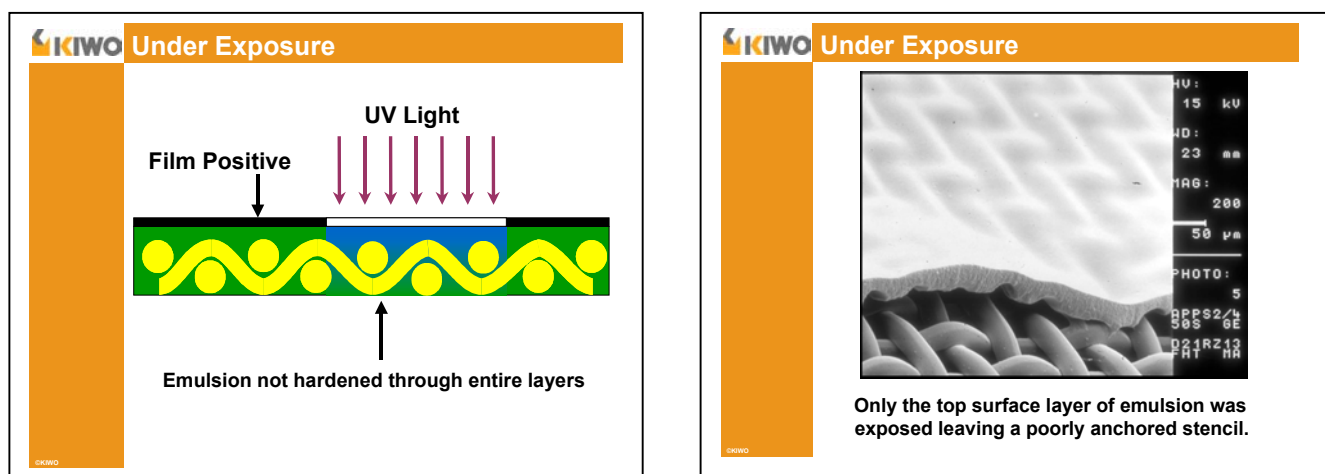 KIWO Under Exposure
UV Light
Film Positive
Emulsion not hardened through entire layers
©KIWO
KIWO Under Exposure
HV:
15 kV
WD:
23 mm
MAG:
200
50 µm
PHOTO:
5
APPS2/4
50S GE
D21RZ13
FHT MA
Only the top surface layer of emulsion was
exposed leaving a poorly anchored stencil.
©KIWO